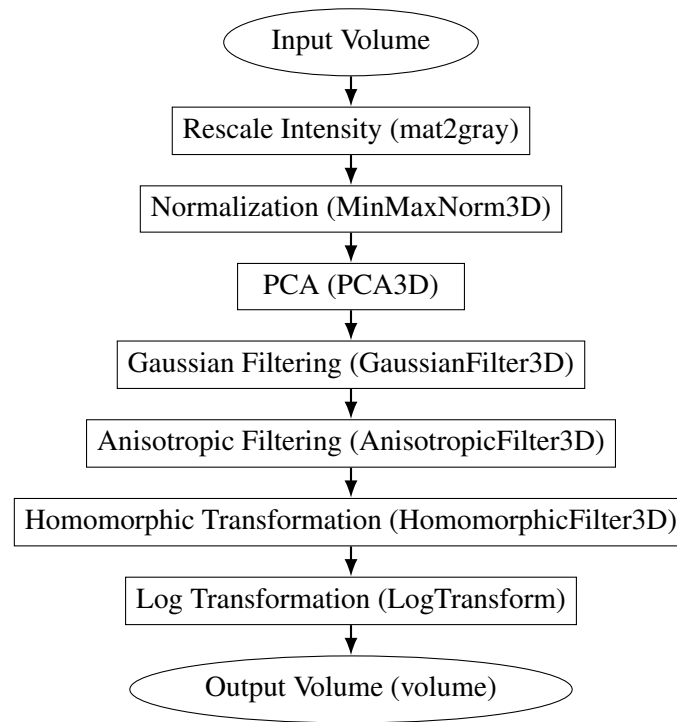 Input Volume
Rescale Intensity (mat2gray)
Normalization (MinMaxNorm3D)
PCA (PCA3D)
Gaussian Filtering (GaussianFilter3D)
Anisotropic Filtering (AnisotropicFilter3D)
Homomorphic Transformation (HomomorphicFilter3D)
Log Transformation (LogTransform)
Output Volume (volume)